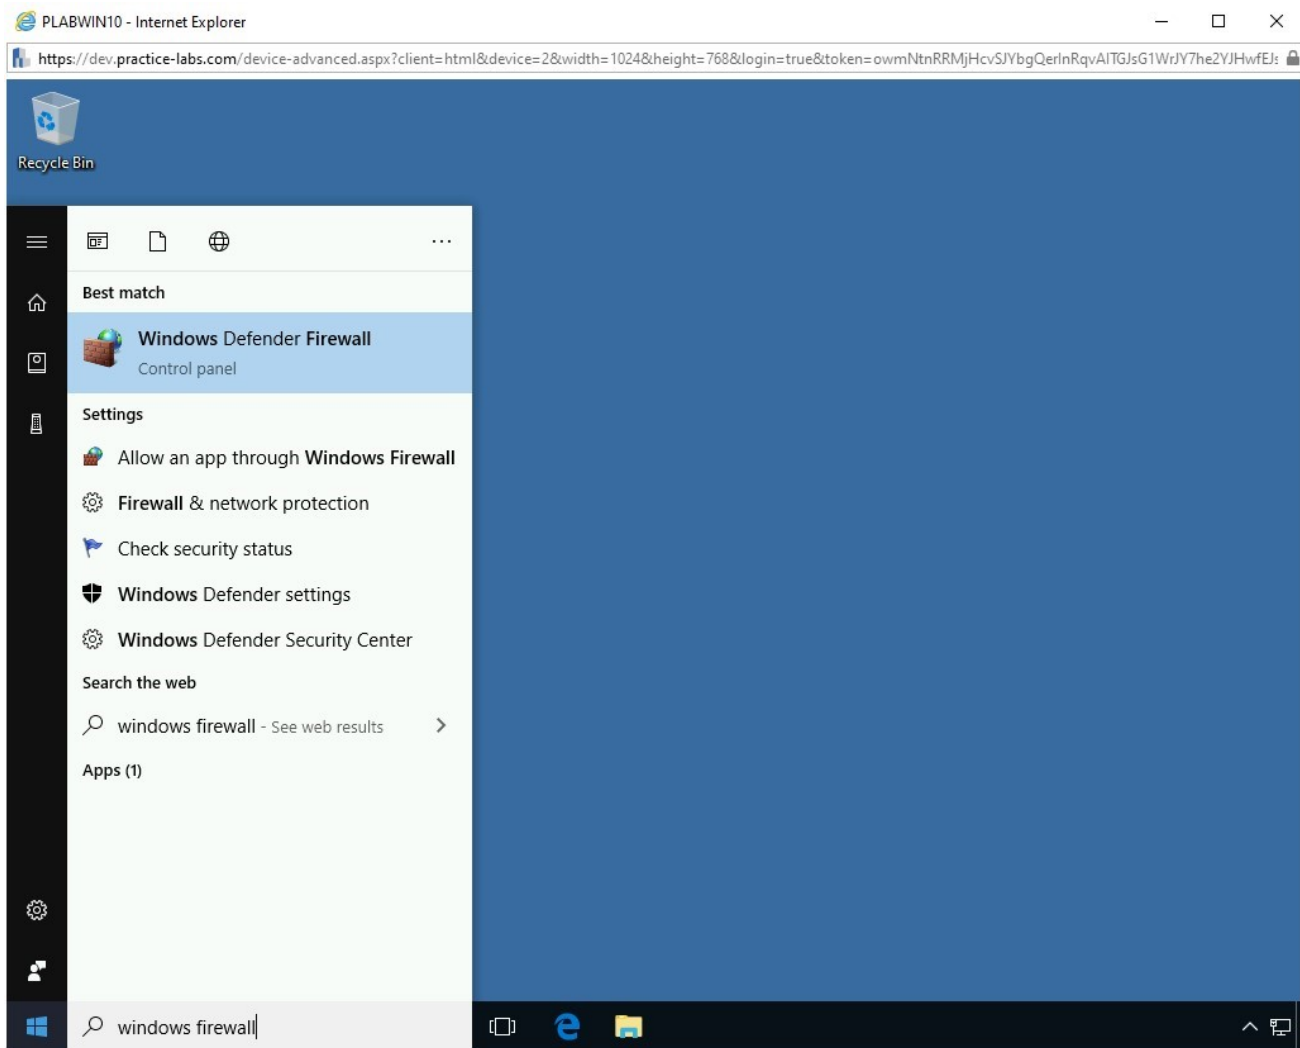 PLABWIN10 - Internet Explorer
https://dev.practice-labs.com/device-advanced.aspx?client=html&device=2&width=1024&height=768&login=true&token=
Recycle Bin
Best match
Windows Defender Firewall
Control panel
Settings
Allow an app through Windows Firewall
Firewall & network protection
Check security status
Windows Defender settings
Windows Defender Security Center
Search the web
windows firewall - See web results
Apps (1)
windows firewall